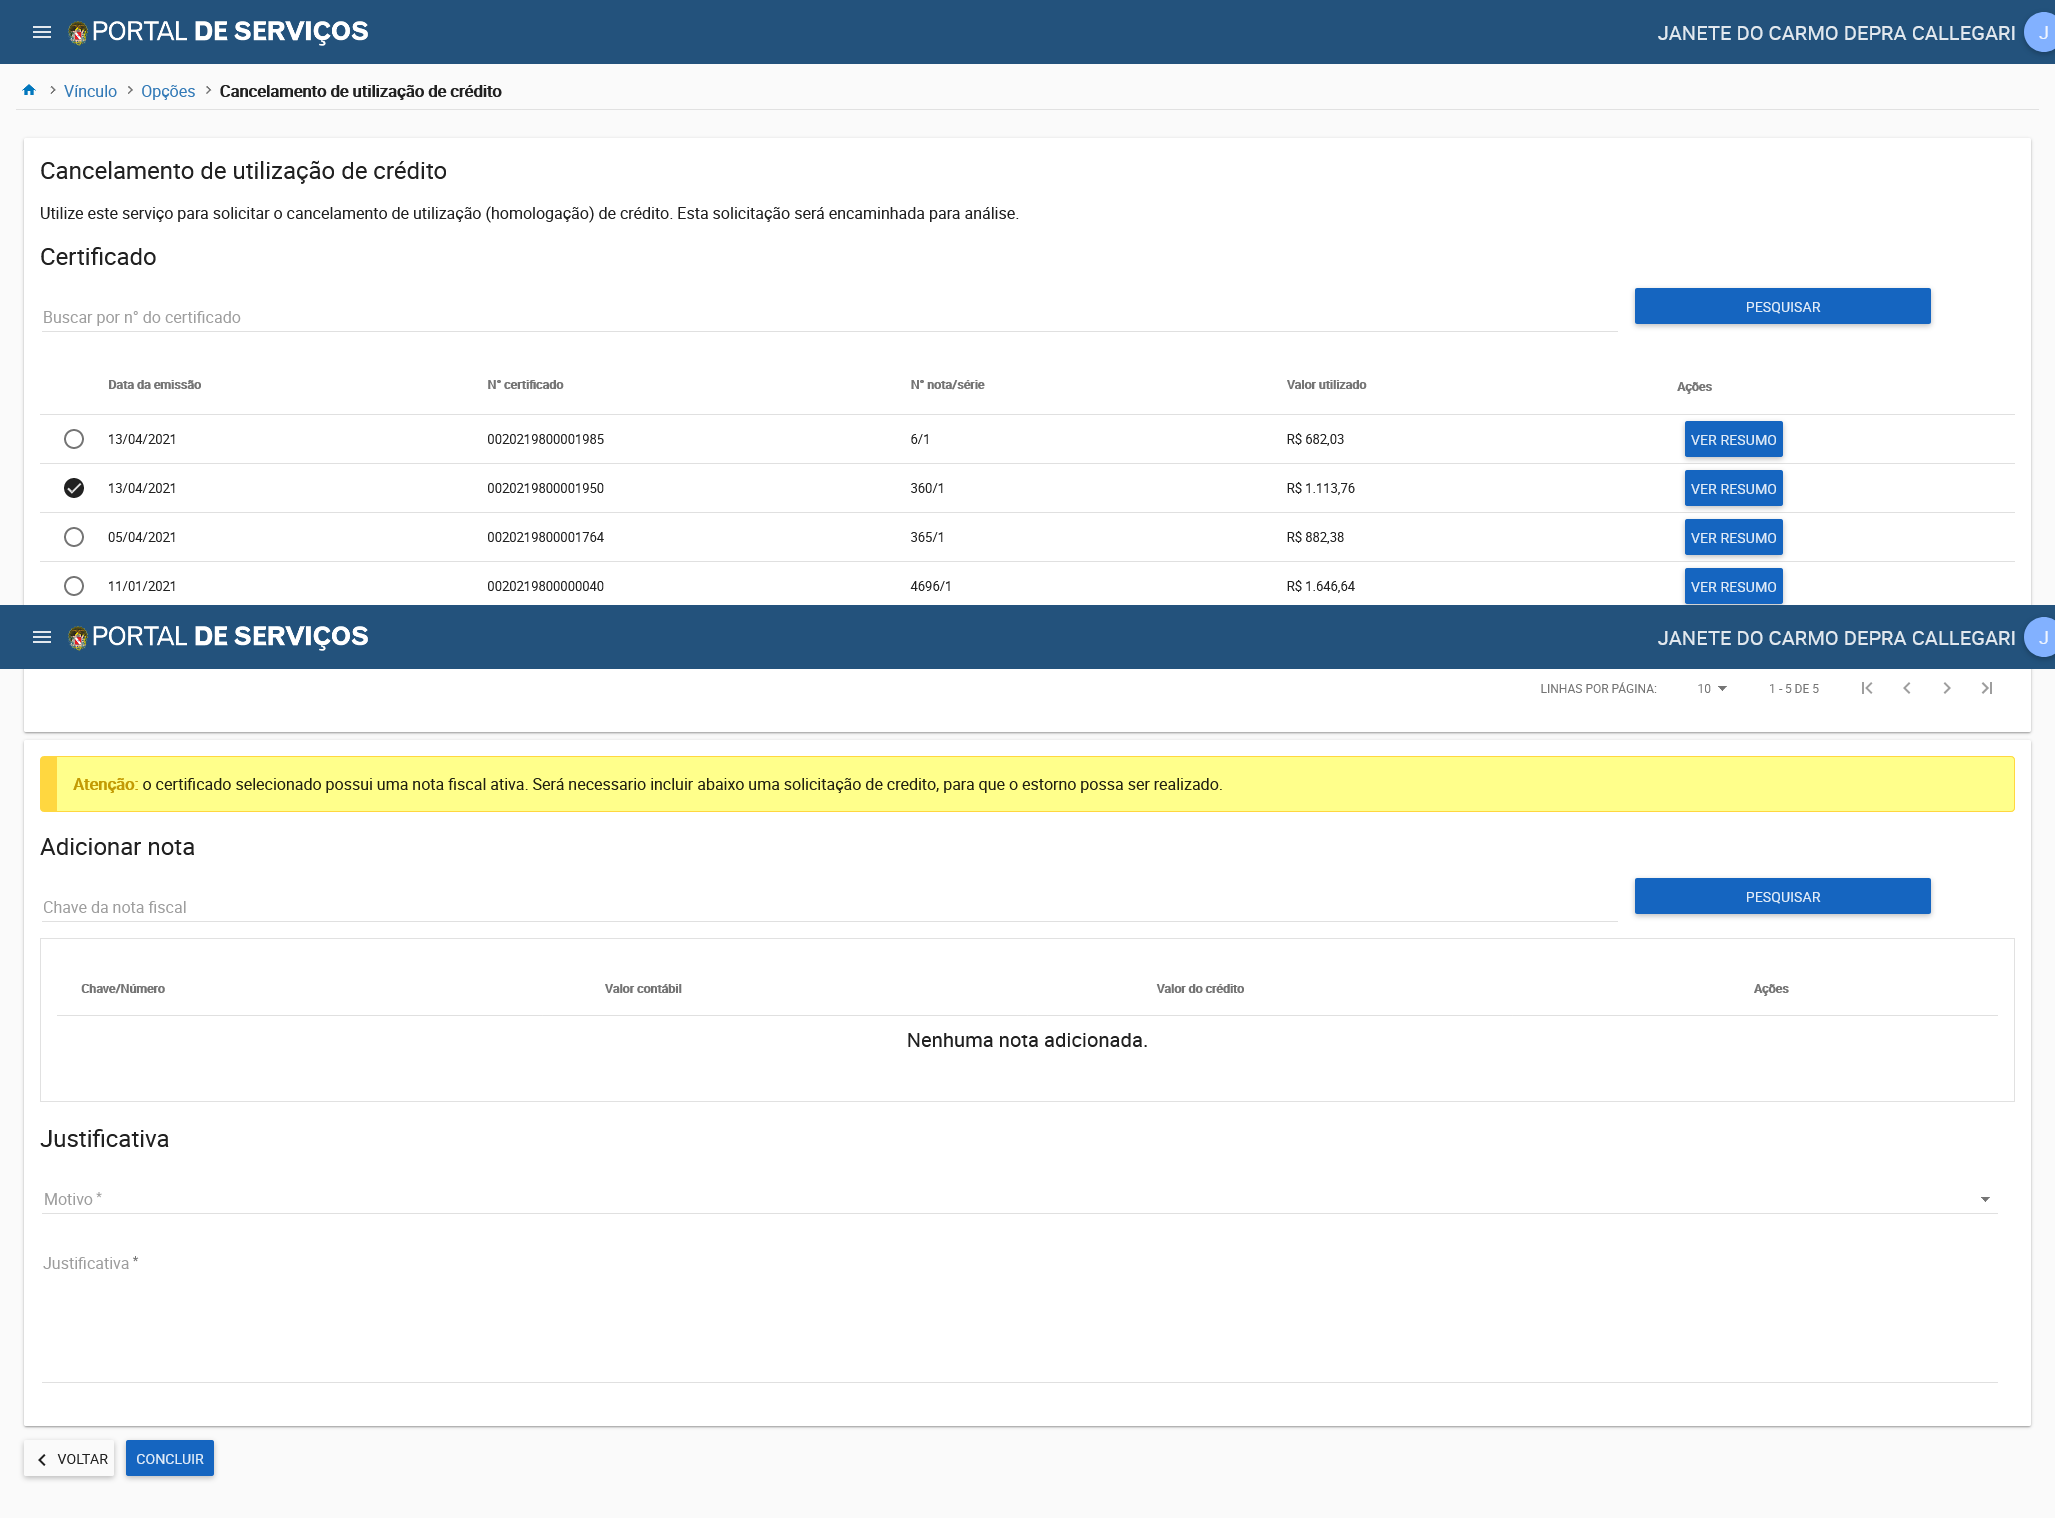 PORTAL DE SERVIÇOS
JANETE DO CARMO DEPRA CALLEGARI J
Vínculo Opções Cancelamento de utilização de crédito
Cancelamento de utilização de crédito
Utilize este serviço para solicitar o cancelamento de utilização (homologação) de crédito. Esta solicitação será encaminhada para análise.
Certificado
Buscar por n° do certificado
PESQUISAR
Data da emissão N° certificado N° nota/série Valor utilizado Ações
13/04/2021 0020219800001985 6/1 R$ 682,03 VER RESUMO
13/04/2021 0020219800001950 360/1 R$ 1.113,76 VER RESUMO
05/04/2021 0020219800001764 365/1 R$ 882,38 VER RESUMO
11/01/2021 0020219800000040 4696/1 R$ 1.646,64 VER RESUMO
PORTAL DE SERVIÇOS
JANETE DO CARMO DEPRA CALLEGARI J
LINHAS POR PÁGINA: 10 1 - 5 DE 5
Atenção: o certificado selecionado possui uma nota fiscal ativa. Será necessario incluir abaixo uma solicitação de credito, para que o estorno possa ser realizado.
Adicionar nota
Chave da nota fiscal
PESQUISAR
Chave/Número Valor contábil Valor do crédito Ações
Nenhuma nota adicionada.
Justificativa
Motivo *
Justificativa *
VOLTAR CONCLUIR